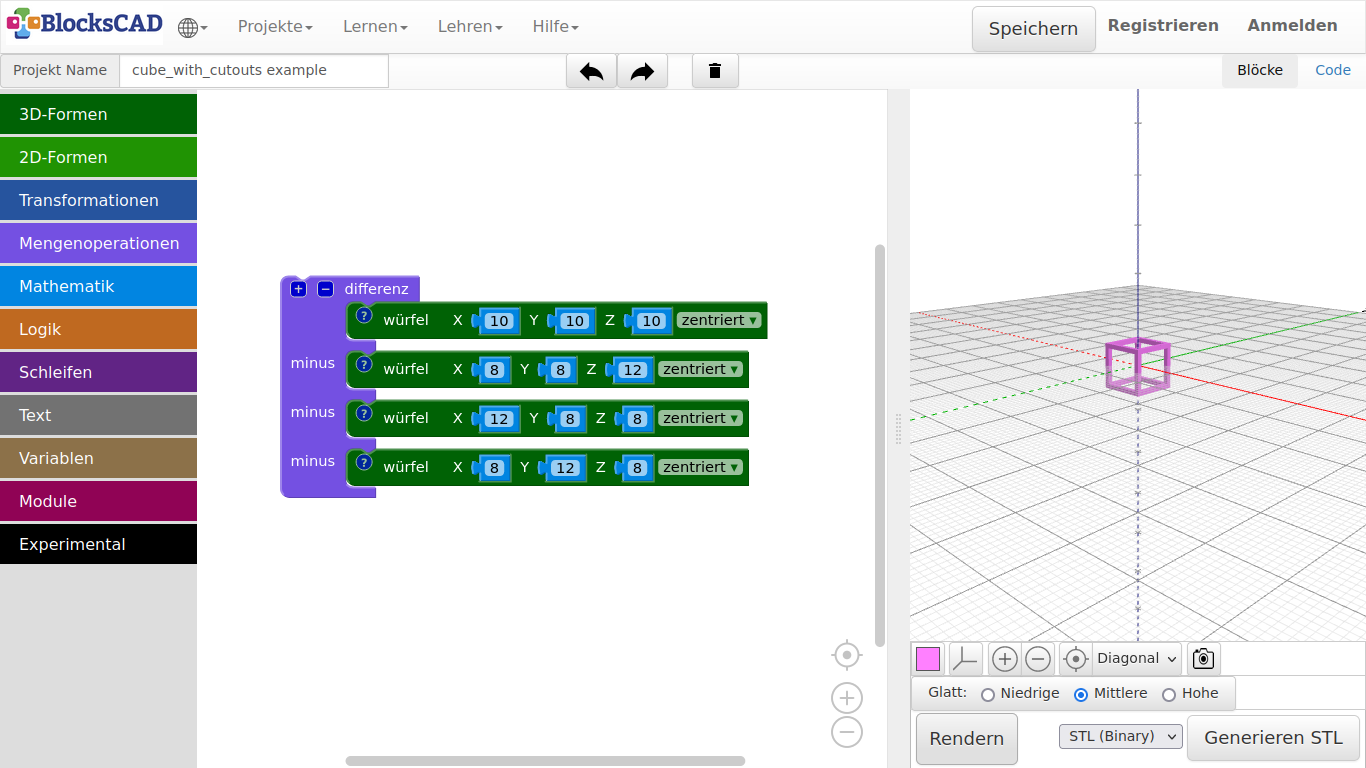 BlocksCAD Projekte Lernen Lehren Hilfe Speichern Registrieren Anmelden
Projekt Name cube_with_cutouts example Blöcke Code
3D-Formen
2D-Formen
Transformationen
Mengenoperationen
Mathematik
Logik
Schleifen
Text
Variablen
Module
Experimental
+ − differenz
? würfel X 10 Y 10 Z 10 zentriert
minus ? würfel X 8 Y 8 Z 12 zentriert
minus ? würfel X 12 Y 8 Z 8 zentriert
minus ? würfel X 8 Y 12 Z 8 zentriert
Diagonal
Glatt: Niedrige Mittlere Hohe
Rendern STL (Binary) Generieren STL